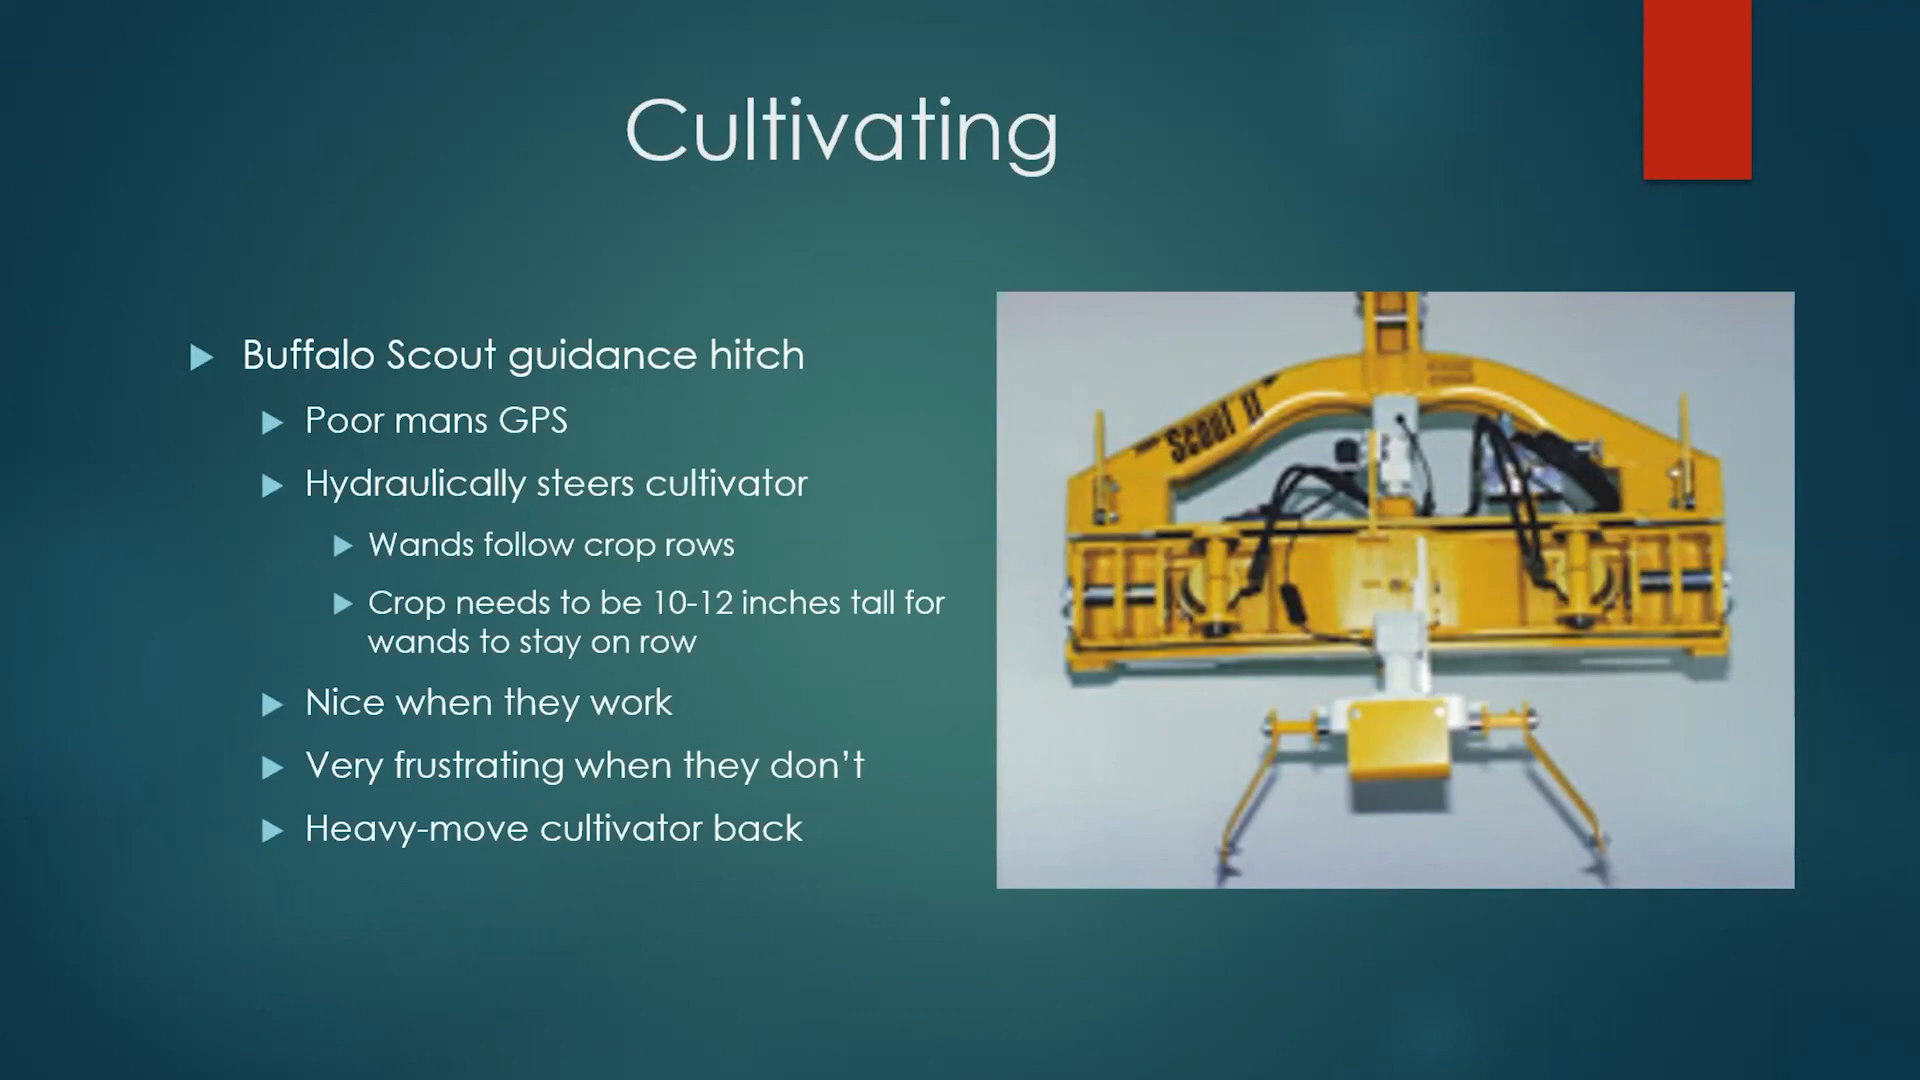 Cultivating
Buffalo Scout guidance hitch
Poor mans GPS
Hydraulically steers cultivator
Wands follow crop rows
Crop needs to be 10-12 inches tall for
wands to stay on row
Nice when they work
Very frustrating when they don’t
Heavy-move cultivator back
Scout II